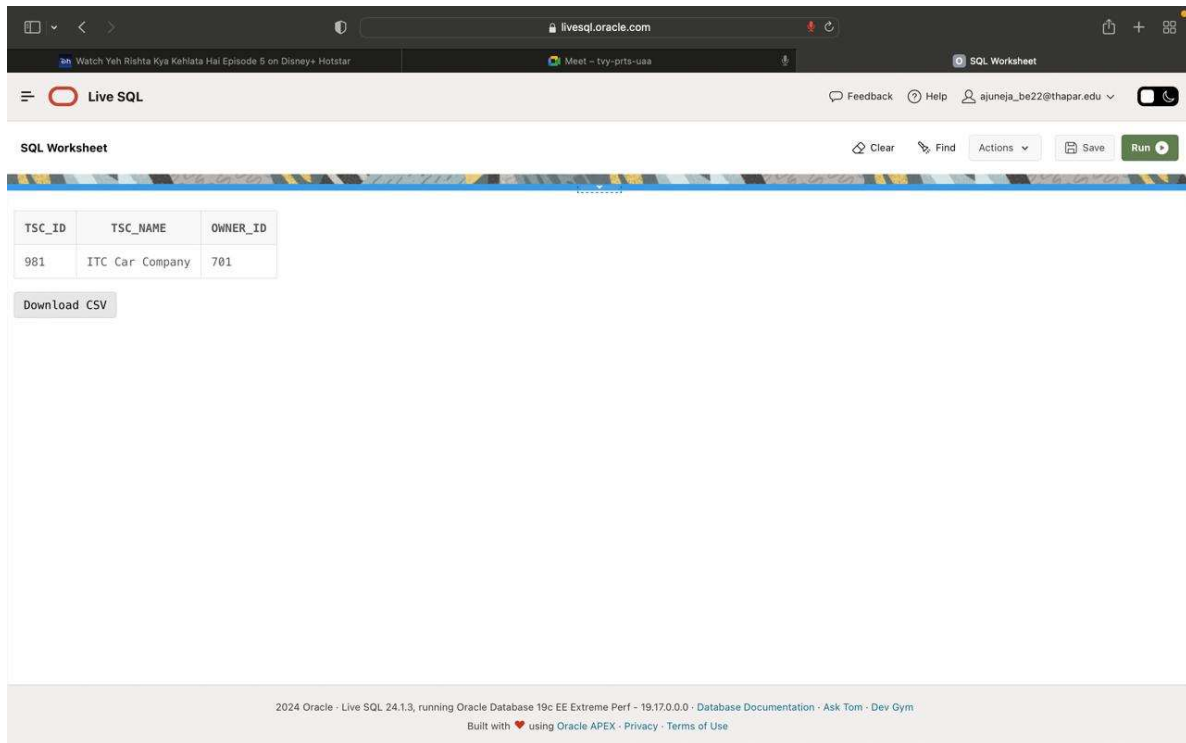 livesql.oracle.com
Watch Yeh Rishta Kya Kehlata Hai Episode 5 on Disney+ Hotstar
Meet – tvy-prts-uaa
SQL Worksheet
Live SQL
Feedback
Help
ajuneja_be22@thapar.edu
SQL Worksheet
Clear
Find
Actions
Save
Run
TSC_ID TSC_NAME OWNER_ID
981 ITC Car Company 701
Download CSV
2024 Oracle · Live SQL 24.1.3, running Oracle Database 19c EE Extreme Perf - 19.17.0.0.0 · Database Documentation · Ask Tom · Dev Gym
Built with ❤ using Oracle APEX · Privacy · Terms of Use